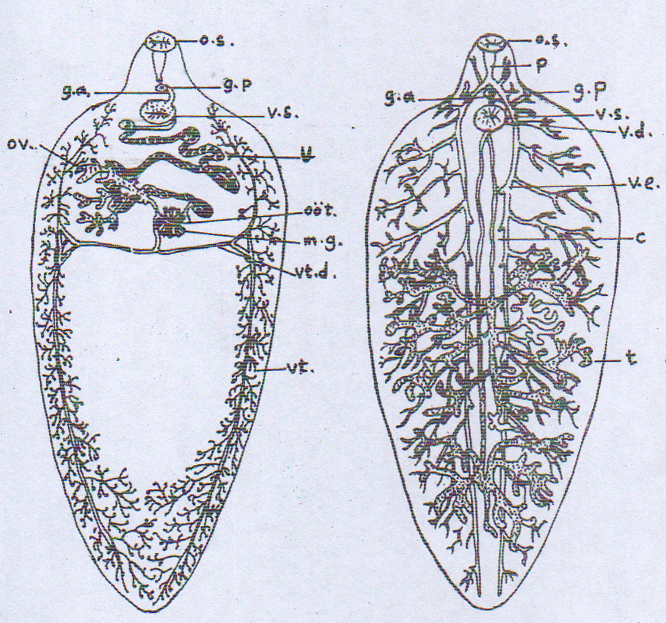 o.s.
g.a. g.p
v.s.
ov. u
oöt.
m.g.
vt.d.
vt.
o.s.
p
g.a g.p
v.s.
v.d.
v.e.
c
t